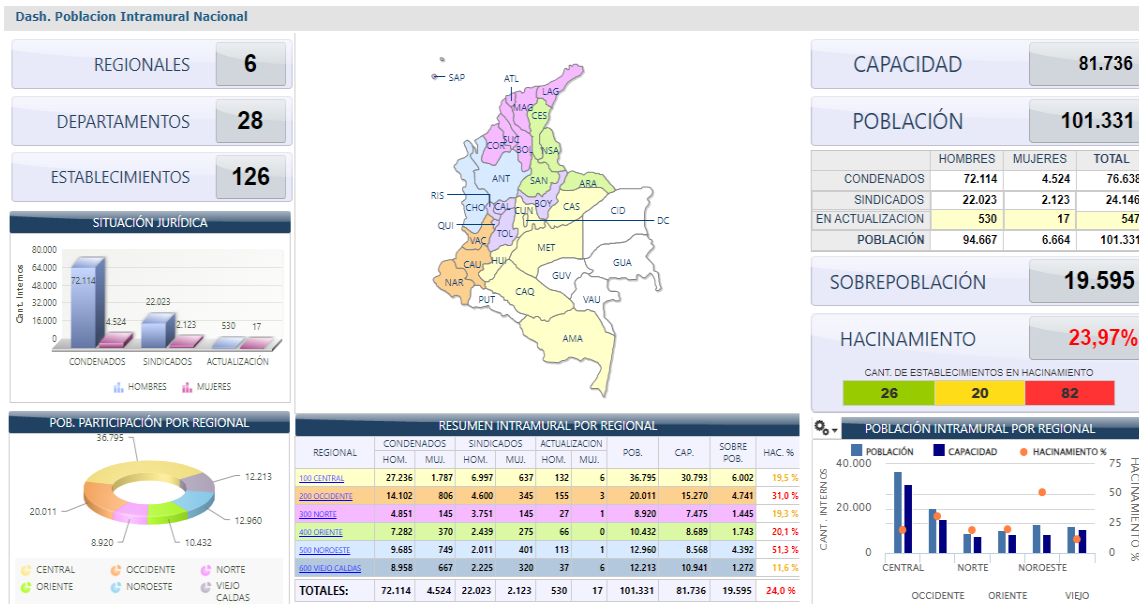 Dash. Poblacion Intramural Nacional
REGIONALES 6
DEPARTAMENTOS 28
ESTABLECIMIENTOS 126
SITUACIÓN JURÍDICA
Cant. Internos
80.000
64.000
48.000
32.000
16.000
0
72.114
4.524
22.023
2.123
530
17
CONDENADOS SINDICADOS ACTUALIZACIÓN
HOMBRES MUJERES
POB. PARTICIPACIÓN POR REGIONAL
36.795
12.213
20.011
12.960
8.920
10.432
CENTRAL OCCIDENTE NORTE
ORIENTE NOROESTE VIEJO
CALDAS
SAP
ATL
LAG
MAG
CES
SUC
COR
BOL
NSA
ANT
SAN
ARA
RIS
CHO
CAL
CUN
BOY
CAS
CID
DC
QUI
TOL
VAC
MET
CAU
HUI
GUA
NAR
GUV
PUT
CAQ
VAU
AMA
RESUMEN INTRAMURAL POR REGIONAL
REGIONAL CONDENADOS SINDICADOS ACTUALIZACION POB. CAP. SOBRE POB. HAC. %
HOM. MUJ. HOM. MUJ. HOM. MUJ.
100 CENTRAL 27.236 1.787 6.997 637 132 6 36.795 30.793 6.002 19,5 %
200 OCCIDENTE 14.102 806 4.600 345 155 3 20.011 15.270 4.741 31,0 %
300 NORTE 4.851 145 3.751 145 27 1 8.920 7.475 1.445 19,3 %
400 ORIENTE 7.282 370 2.439 275 66 0 10.432 8.689 1.743 20,1 %
500 NOROESTE 9.685 749 2.011 401 113 1 12.960 8.568 4.392 51,3 %
600 VIEJO CALDAS 8.958 667 2.225 320 37 6 12.213 10.941 1.272 11,6 %
TOTALES: 72.114 4.524 22.023 2.123 530 17 101.331 81.736 19.595 24,0 %
CAPACIDAD 81.736
POBLACIÓN 101.331
HOMBRES MUJERES TOTAL
CONDENADOS 72.114 4.524 76.638
SINDICADOS 22.023 2.123 24.146
EN ACTUALIZACION 530 17 547
POBLACIÓN 94.667 6.664 101.331
SOBREPOBLACIÓN 19.595
HACINAMIENTO 23,97%
CANT. DE ESTABLECIMIENTOS EN HACINAMIENTO
26 20 82
POBLACIÓN INTRAMURAL POR REGIONAL
POBLACIÓN CAPACIDAD HACINAMIENTO %
CANT. INTERNOS
40.000
20.000
0
75
50
25
0
HACINAMIENTO %
CENTRAL NORTE NOROESTE
OCCIDENTE ORIENTE VIEJO